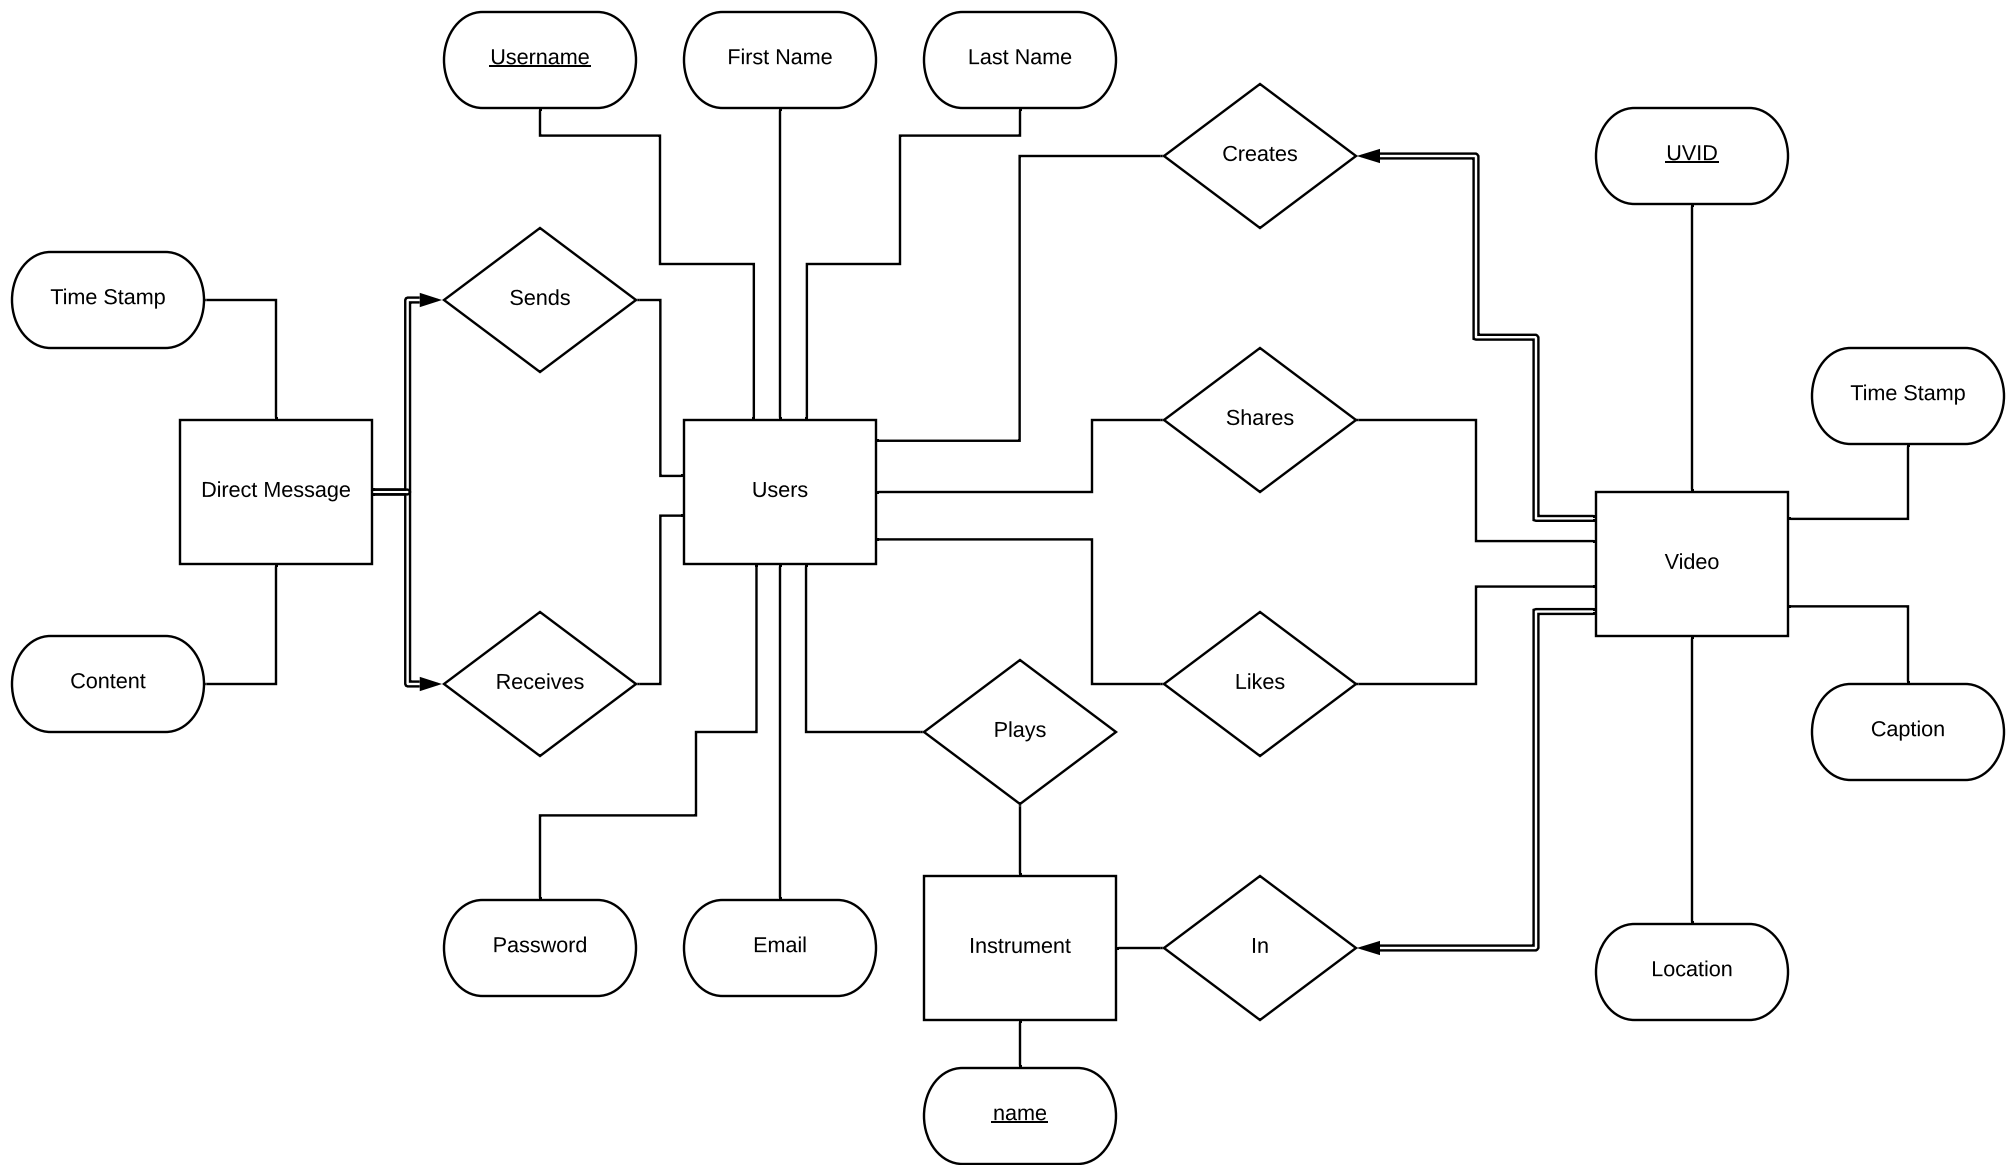 Username
First Name
Last Name
Creates
UVID
Time Stamp
Sends
Time Stamp
Shares
Direct Message
Users
Video
Content
Receives
Likes
Plays
Caption
Password
Email
Instrument
In
Location
name